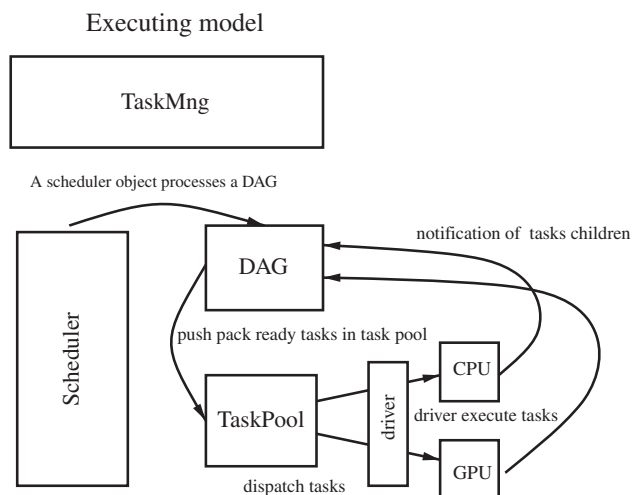 Executing model
TaskMng
A scheduler object processes a DAG
notification of tasks children
DAG
push pack ready tasks in task pool
Scheduler
TaskPool
driver
CPU
driver execute tasks
GPU
dispatch tasks